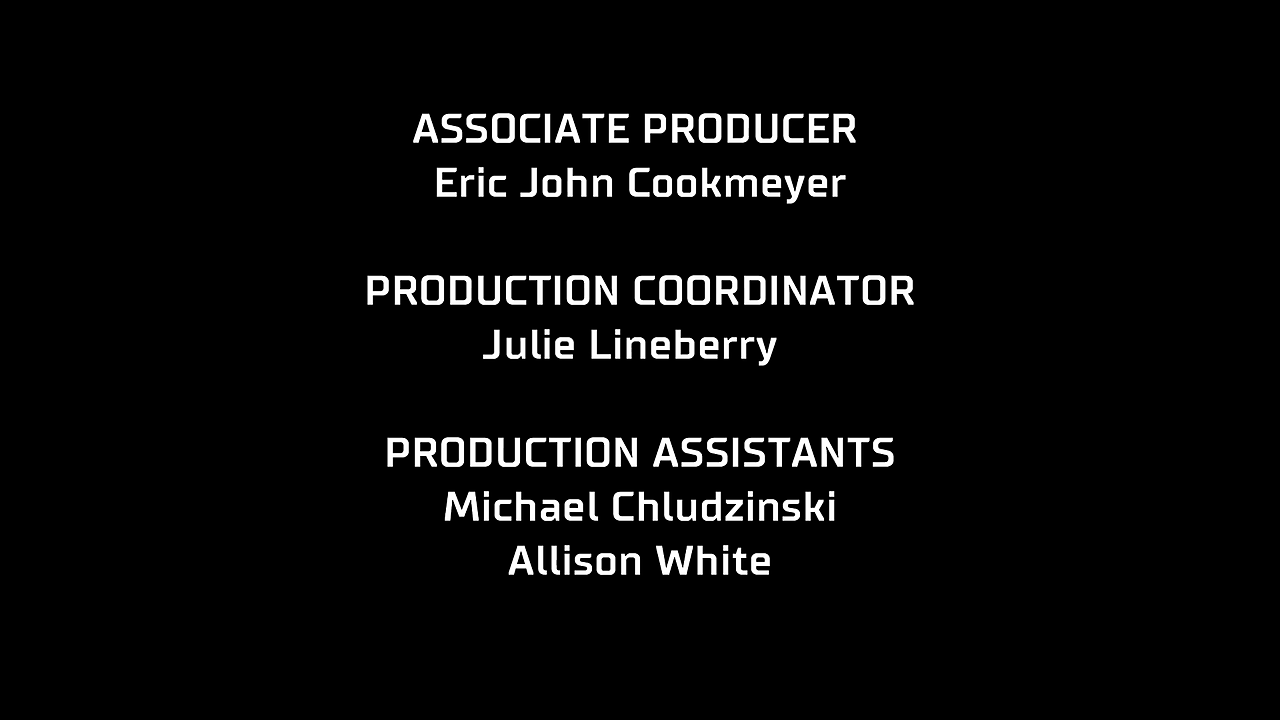 ASSOCIATE PRODUCER
Eric John Cookmeyer
PRODUCTION COORDINATOR
Julie Lineberry
PRODUCTION ASSISTANTS
Michael Chludzinski
Allison White